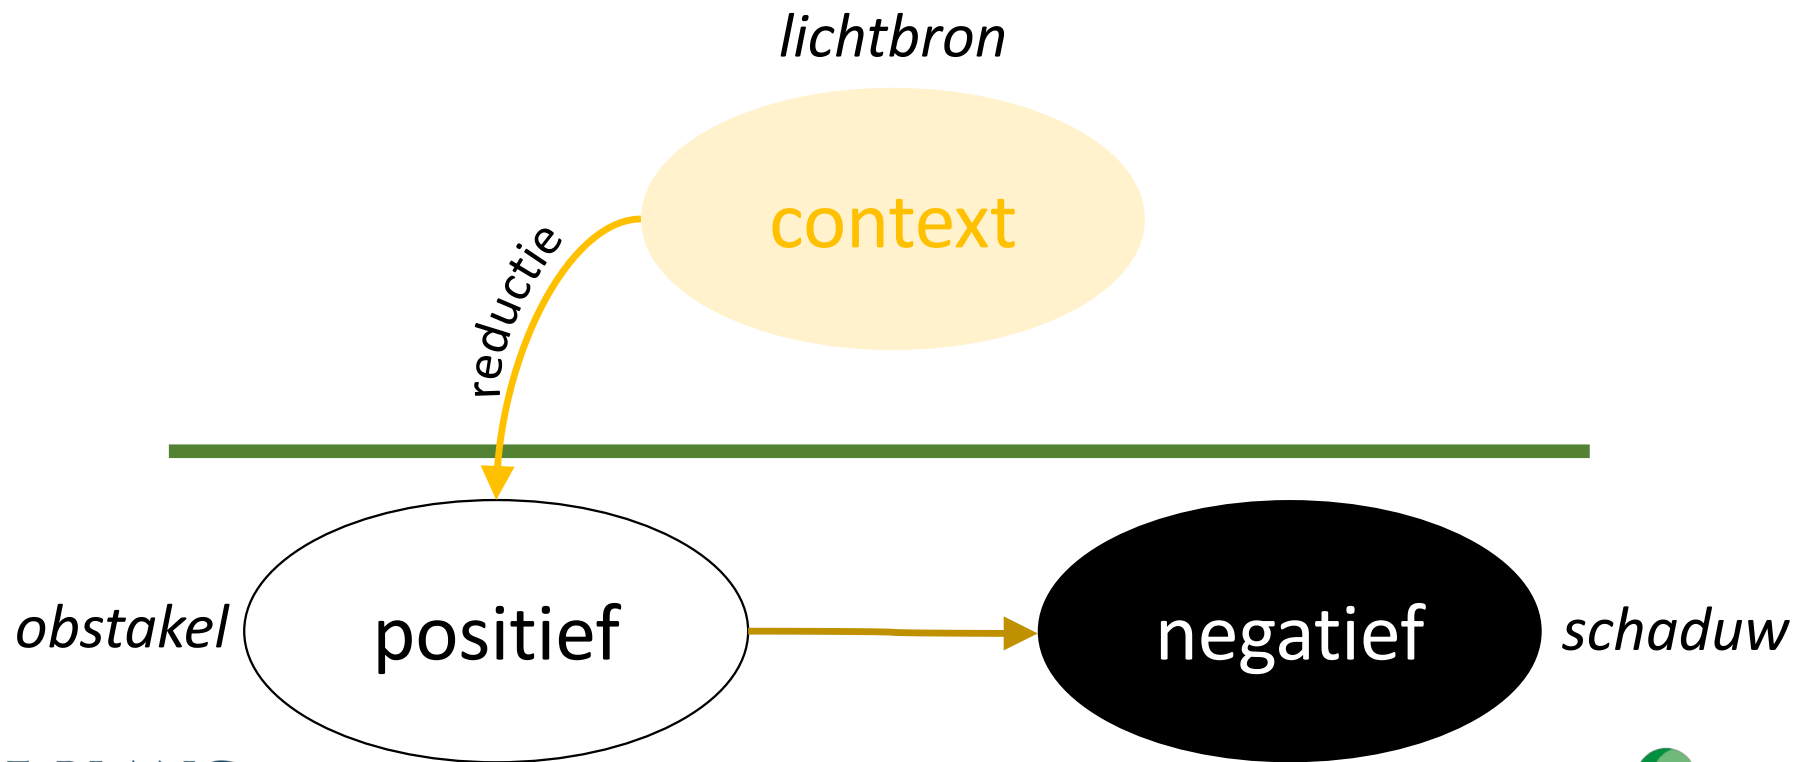 lichtbron
context
reductie
obstakel
positief
negatief
schaduw